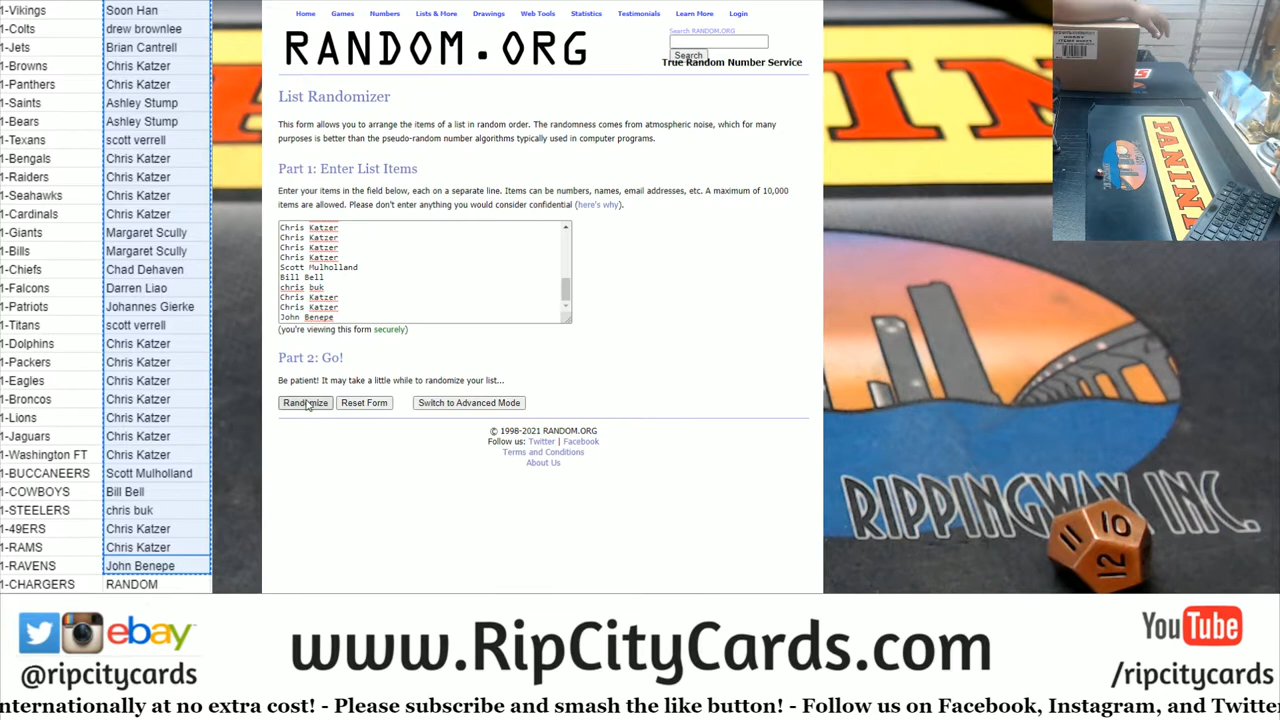 1-Vikings Soon Han
1-Colts drew brownlee
1-Jets Brian Cantrell
1-Browns Chris Katzer
1-Panthers Chris Katzer
1-Saints Ashley Stump
1-Bears Ashley Stump
1-Texans scott verrell
1-Bengals Chris Katzer
1-Raiders Chris Katzer
1-Seahawks Chris Katzer
1-Cardinals Chris Katzer
1-Giants Margaret Scully
1-Bills Margaret Scully
1-Chiefs Chad Dehaven
1-Falcons Darren Liao
1-Patriots Johannes Gierke
1-Titans scott verrell
1-Dolphins Chris Katzer
1-Packers Chris Katzer
1-Eagles Chris Katzer
1-Broncos Chris Katzer
1-Lions Chris Katzer
1-Jaguars Chris Katzer
1-Washington FT Chris Katzer
1-BUCCANEERS Scott Mulholland
1-COWBOYS Bill Bell
1-STEELERS chris buk
1-49ERS Chris Katzer
1-RAMS Chris Katzer
1-RAVENS John Benepe
1-CHARGERS RANDOM
Home Games Numbers Lists & More Drawings Web Tools Statistics Testimonials Learn More Login
RANDOM.ORG
Search RANDOM.ORG
Search
True Random Number Service
List Randomizer
This form allows you to arrange the items of a list in random order. The randomness comes from atmospheric noise, which for many
purposes is better than the pseudo-random number algorithms typically used in computer programs.
Part 1: Enter List Items
Enter your items in the field below, each on a separate line. Items can be numbers, names, email addresses, etc. A maximum of 10,000
items are allowed. Please don't enter anything you would consider confidential (here's why).
Chris Katzer
Chris Katzer
Chris Katzer
Chris Katzer
Scott Mulholland
Bill Bell
chris buk
Chris Katzer
Chris Katzer
John Benepe
(you're viewing this form securely)
Part 2: Go!
Be patient! It may take a little while to randomize your list...
Randomize Reset Form Switch to Advanced Mode
© 1998-2021 RANDOM.ORG
Follow us: Twitter | Facebook
Terms and Conditions
About Us
PANINI
RIPPINGWAY INC.
11 10
12
ebay
@ripcitycards
www.RipCityCards.com
YouTube
/ripcitycards
nternationally at no extra cost! - Please subscribe and smash the like button! - Follow us on Facebook, Instagram, and Twitte